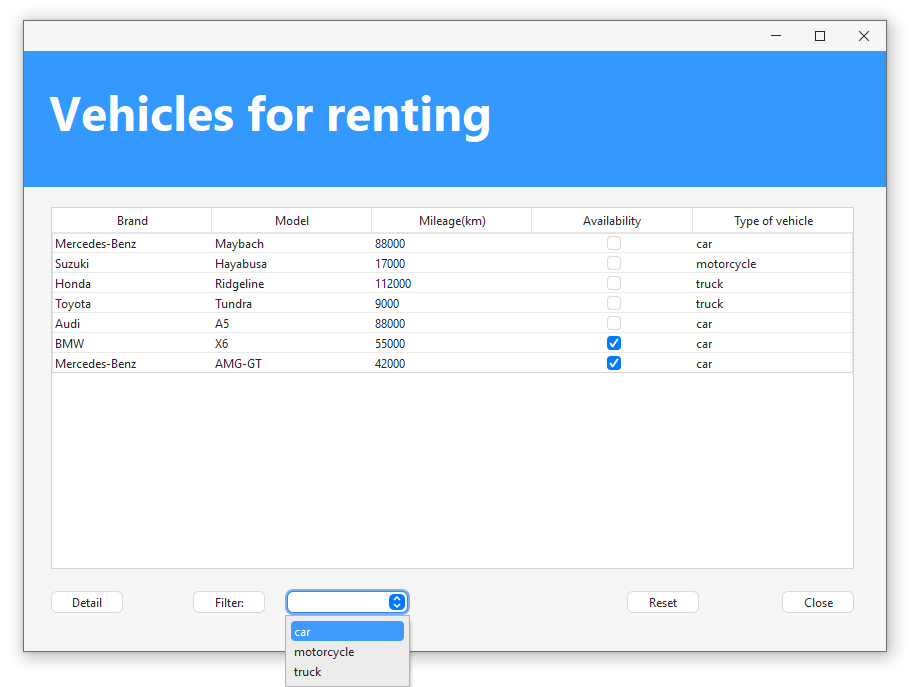 Vehicles for renting
Brand Model Mileage(km) Availability Type of vehicle
Mercedes-Benz Maybach 88000 car
Suzuki Hayabusa 17000 motorcycle
Honda Ridgeline 112000 truck
Toyota Tundra 9000 truck
Audi A5 88000 car
BMW X6 55000 car
Mercedes-Benz AMG-GT 42000 car
Detail Filter: Reset Close
car
motorcycle
truck